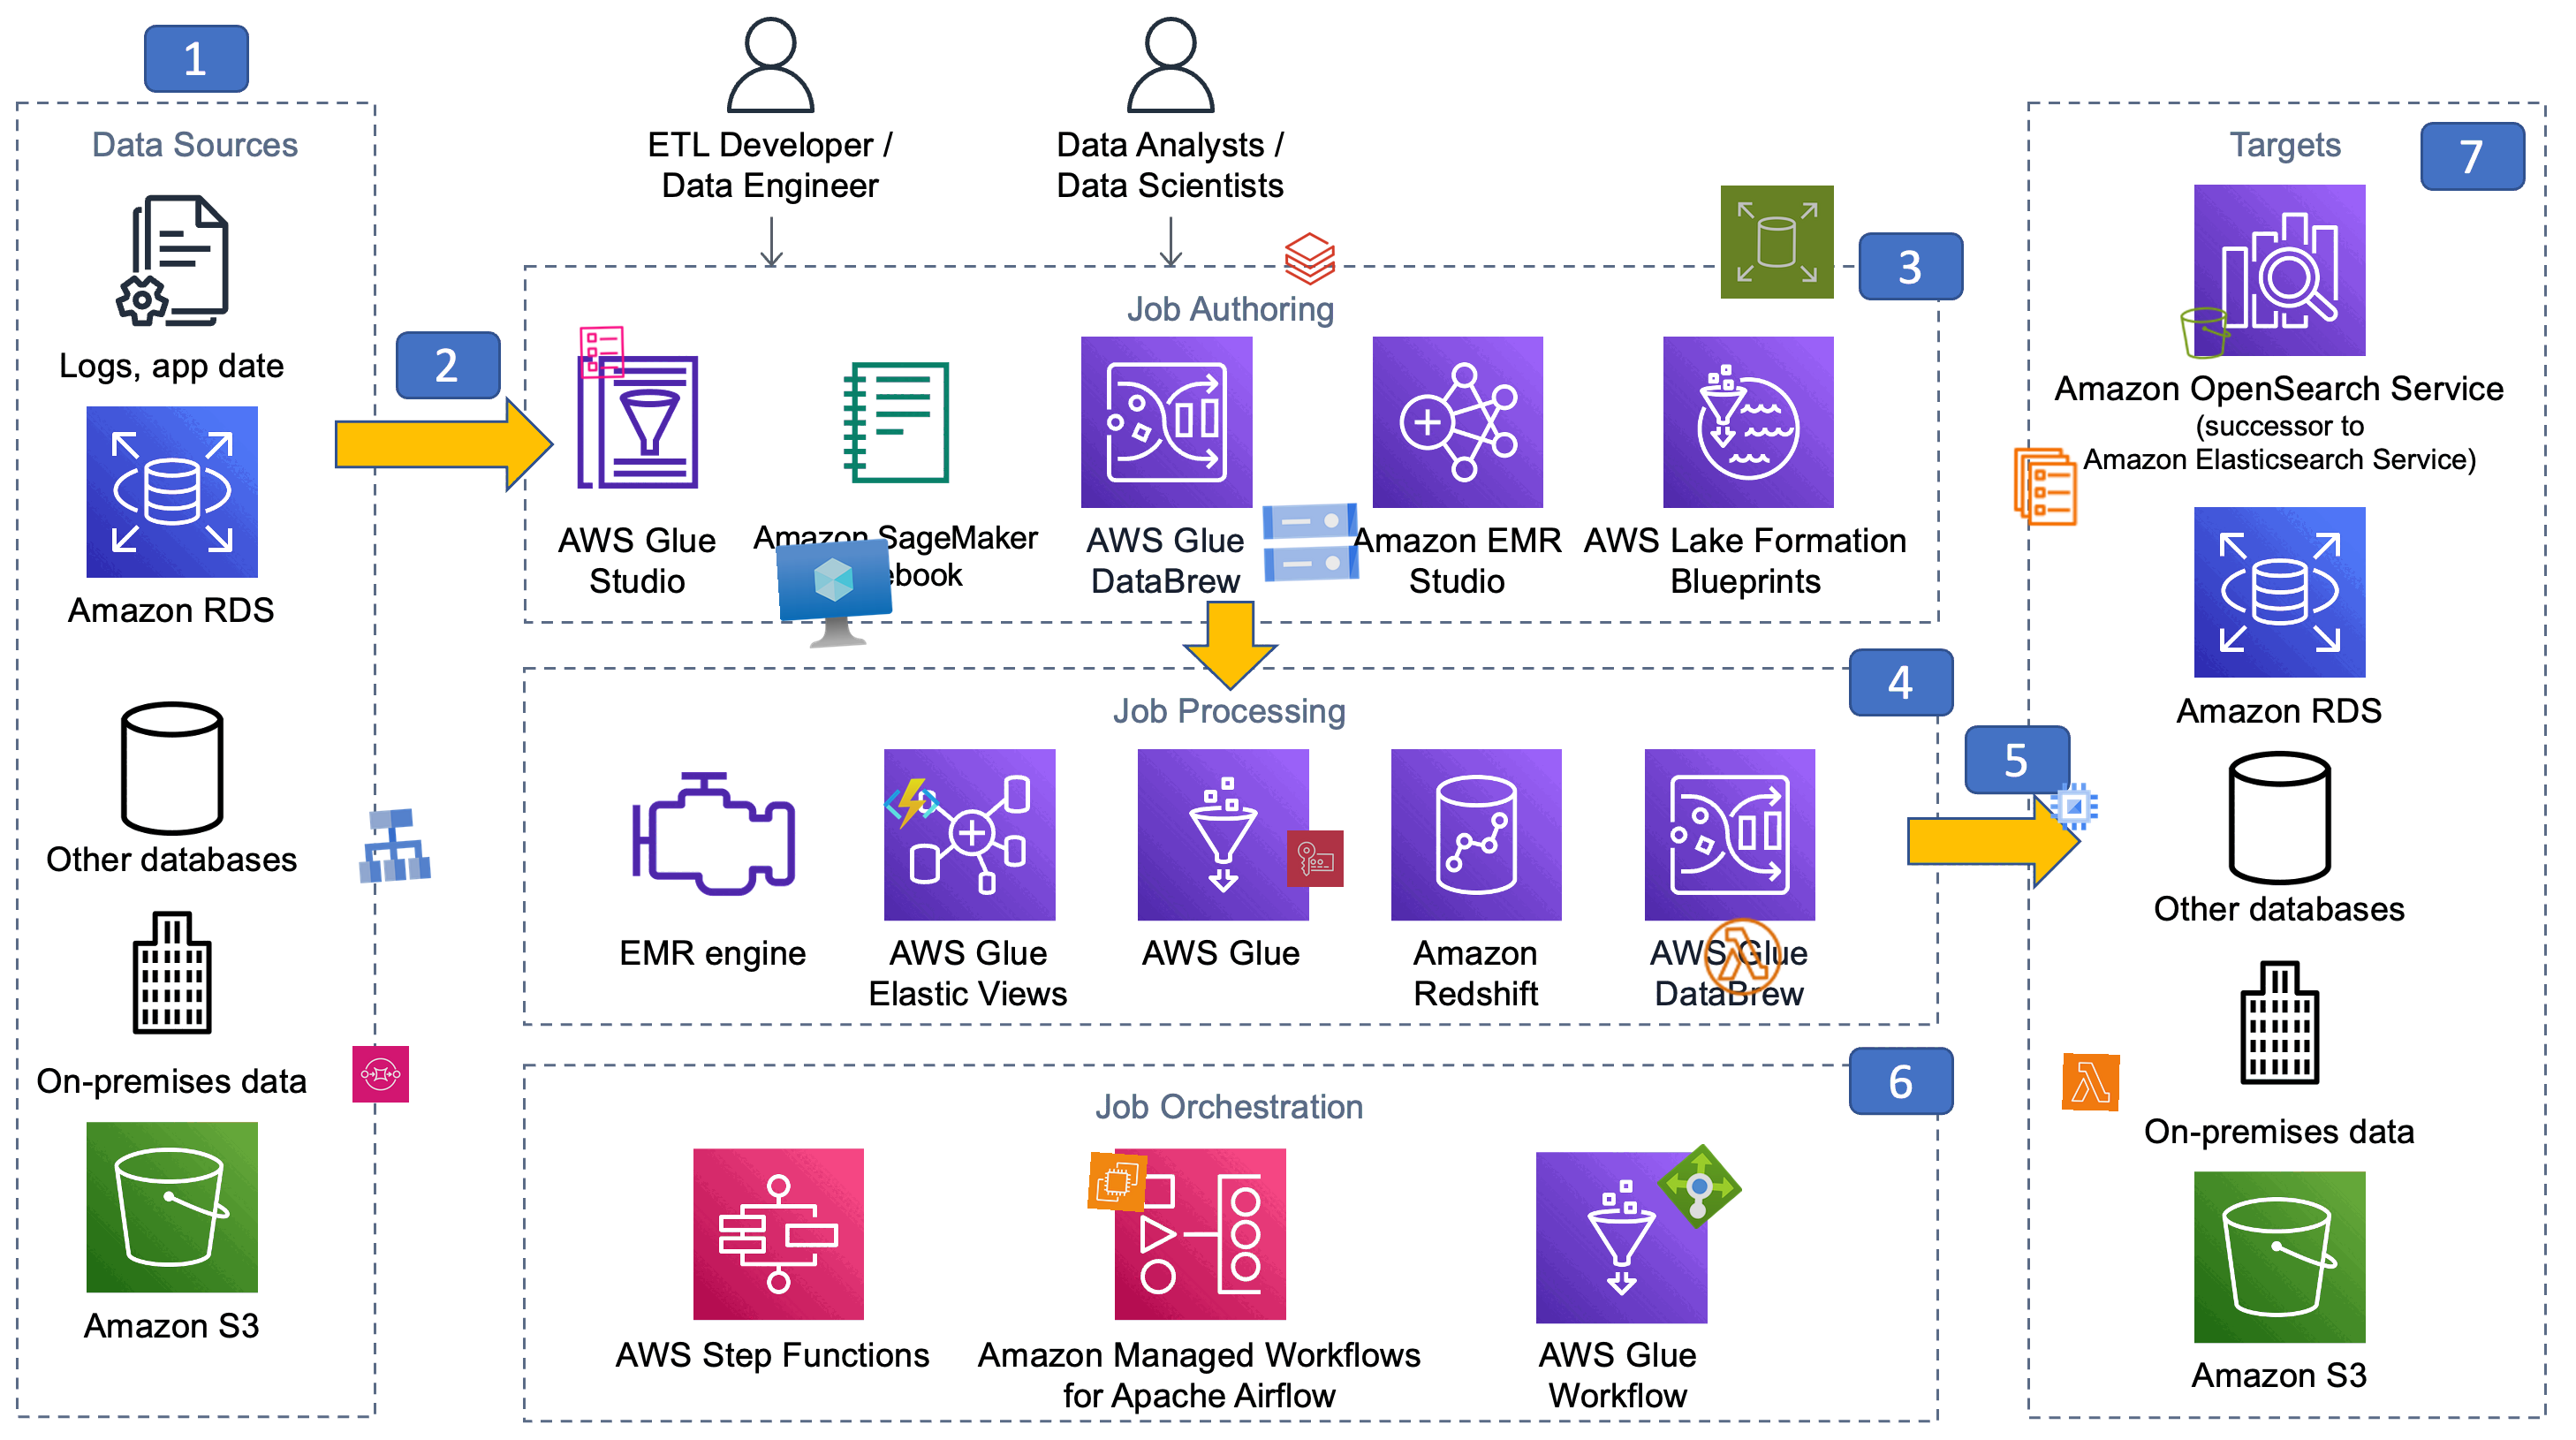 1
Data Sources
Logs, app date
Amazon RDS
Other databases
On-premises data
Amazon S3
2
ETL Developer /
Data Engineer
Data Analysts /
Data Scientists
3
Job Authoring
AWS Glue
Studio
Amazon SageMaker
ebook
AWS Glue
DataBrew
Amazon EMR
Studio
AWS Lake Formation
Blueprints
4
Job Processing
EMR engine
AWS Glue
Elastic Views
AWS Glue
Amazon
Redshift
AWS Glue
DataBrew
5
6
Job Orchestration
AWS Step Functions
Amazon Managed Workflows
for Apache Airflow
AWS Glue
Workflow
7
Targets
Amazon OpenSearch Service
(successor to
Amazon Elasticsearch Service)
Amazon RDS
Other databases
On-premises data
Amazon S3